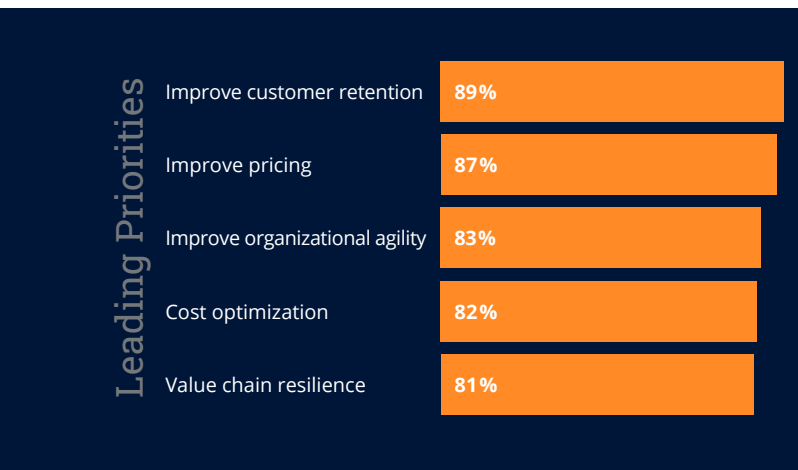 Leading Priorities
Improve customer retention 89%
Improve pricing 87%
Improve organizational agility 83%
Cost optimization 82%
Value chain resilience 81%